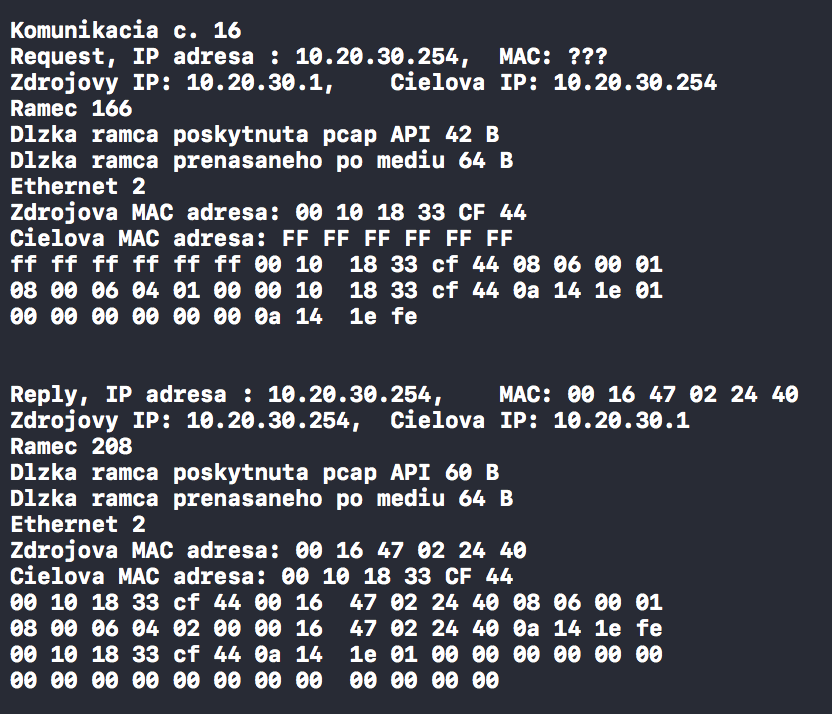 Komunikacia c. 16
Request, IP adresa : 10.20.30.254,  MAC: ???
Zdrojovy IP: 10.20.30.1,    Cielova IP: 10.20.30.254
Ramec 166
Dlzka ramca poskytnuta pcap API 42 B
Dlzka ramca prenasaneho po mediu 64 B
Ethernet 2
Zdrojova MAC adresa: 00 10 18 33 CF 44
Cielova MAC adresa: FF FF FF FF FF FF
ff ff ff ff ff ff 00 10  18 33 cf 44 08 06 00 01
08 00 06 04 01 00 00 10  18 33 cf 44 0a 14 1e 01
00 00 00 00 00 00 0a 14  1e fe
Reply, IP adresa : 10.20.30.254,    MAC: 00 16 47 02 24 40
Zdrojovy IP: 10.20.30.254,  Cielova IP: 10.20.30.1
Ramec 208
Dlzka ramca poskytnuta pcap API 60 B
Dlzka ramca prenasaneho po mediu 64 B
Ethernet 2
Zdrojova MAC adresa: 00 16 47 02 24 40
Cielova MAC adresa: 00 10 18 33 CF 44
00 10 18 33 cf 44 00 16  47 02 24 40 08 06 00 01
08 00 06 04 02 00 00 16  47 02 24 40 0a 14 1e fe
00 10 18 33 cf 44 0a 14  1e 01 00 00 00 00 00 00
00 00 00 00 00 00 00 00  00 00 00 00